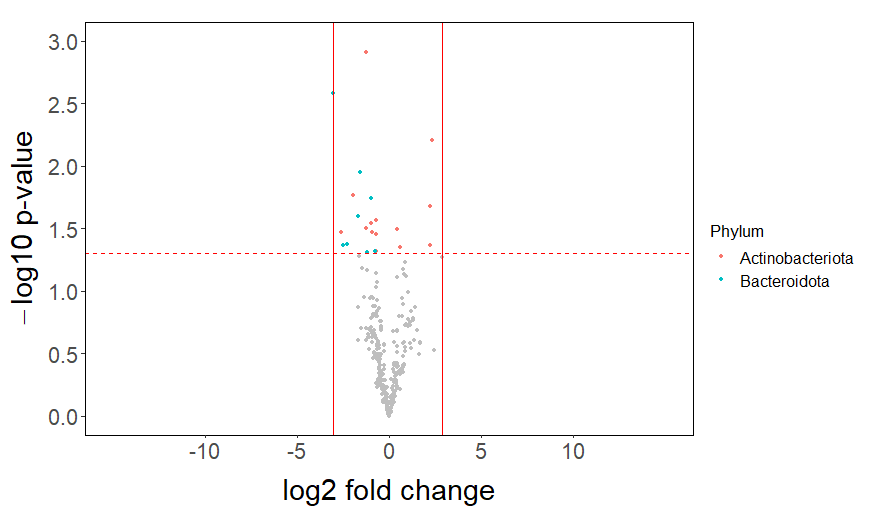 3.0
2.5
2.0
1.5
1.0
0.5
0.0
−log10 p-value
-10
-5
0
5
10
log2 fold change
Phylum
Actinobacteriota
Bacteroidota